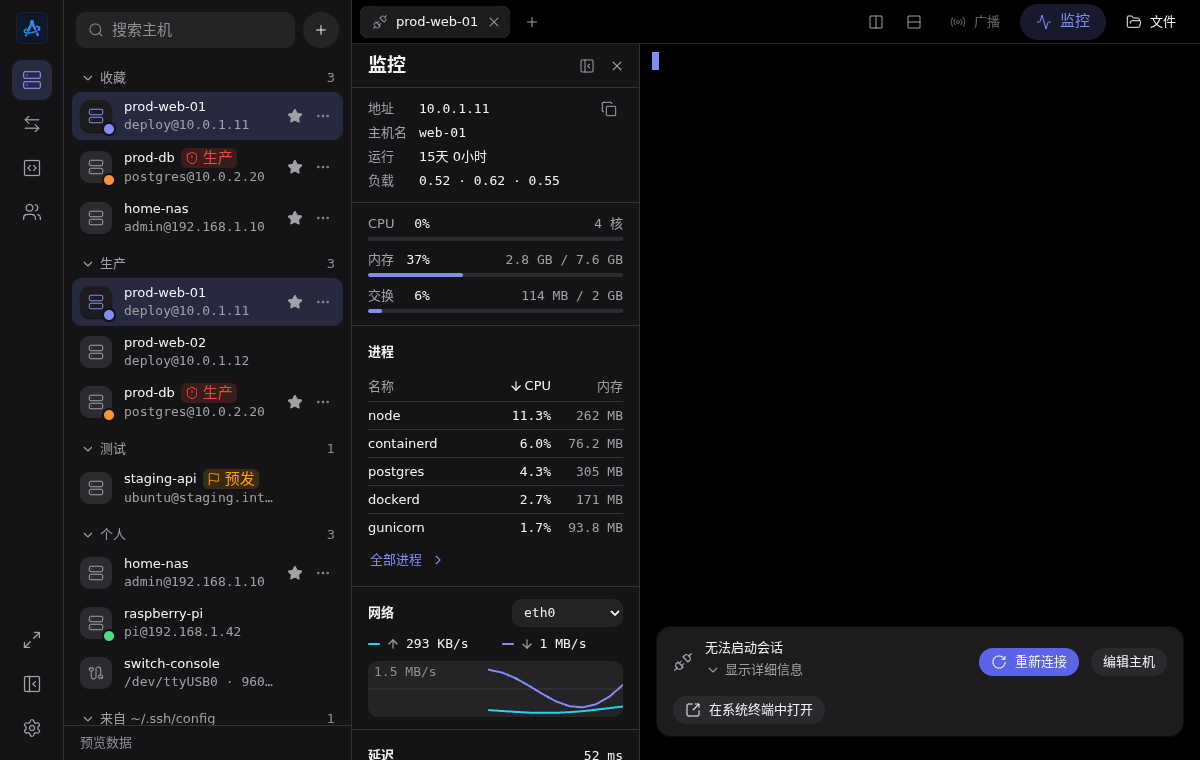 搜索主机
收藏 3
prod-web-01
deploy@10.0.1.11
prod-db 生产
postgres@10.0.2.20
home-nas
admin@192.168.1.10
生产 3
prod-web-01
deploy@10.0.1.11
prod-web-02
deploy@10.0.1.12
prod-db 生产
postgres@10.0.2.20
测试 1
staging-api 预发
ubuntu@staging.int…
个人 3
home-nas
admin@192.168.1.10
raspberry-pi
pi@192.168.1.42
switch-console
/dev/ttyUSB0 · 960…
来自 ~/.ssh/config 1
预览数据
prod-web-01
广播
监控
文件
监控
地址 10.0.1.11
主机名 web-01
运行 15天 0小时
负载 0.52 · 0.62 · 0.55
CPU 0% 4 核
内存 37% 2.8 GB / 7.6 GB
交换 6% 114 MB / 2 GB
进程
名称 CPU 内存
node 11.3% 262 MB
containerd 6.0% 76.2 MB
postgres 4.3% 305 MB
dockerd 2.7% 171 MB
gunicorn 1.7% 93.8 MB
全部进程
网络 eth0
293 KB/s 1 MB/s
1.5 MB/s
延迟 52 ms
无法启动会话
显示详细信息
重新连接
编辑主机
在系统终端中打开